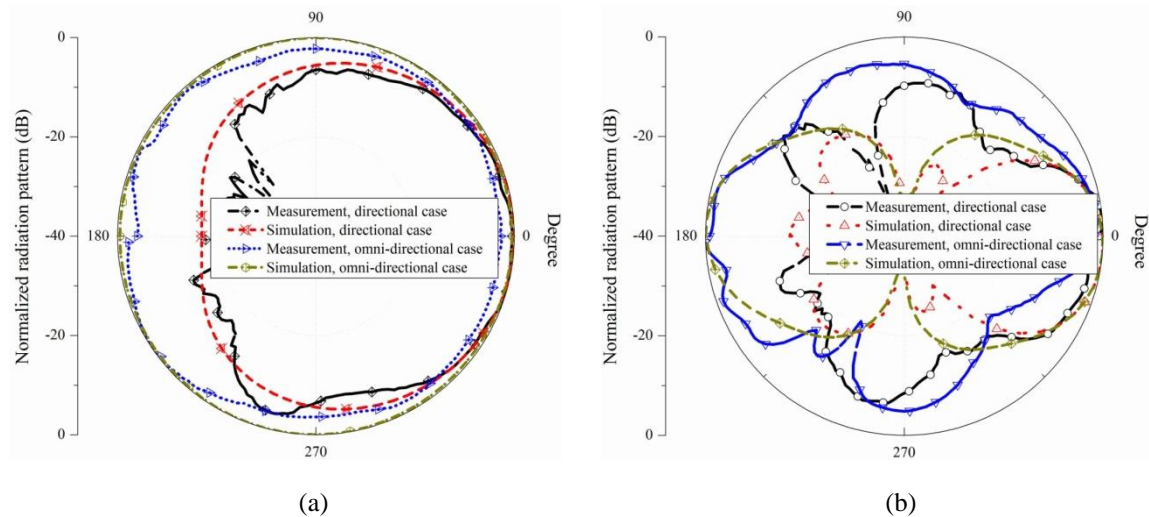 90
0
-20
-40
-20
0
Normalized radiation pattern (dB)
180
0
Degree
Measurement, directional case
Simulation, directional case
Measurement, omni-directional case
Simulation, omni-directional case
270
(a)
90
0
-20
-40
-20
0
Normalized radiation pattern (dB)
180
0
Degree
Measurement, directional case
Simulation, directional case
Measurement, omni-directional case
Simulation, omni-directional case
270
(b)